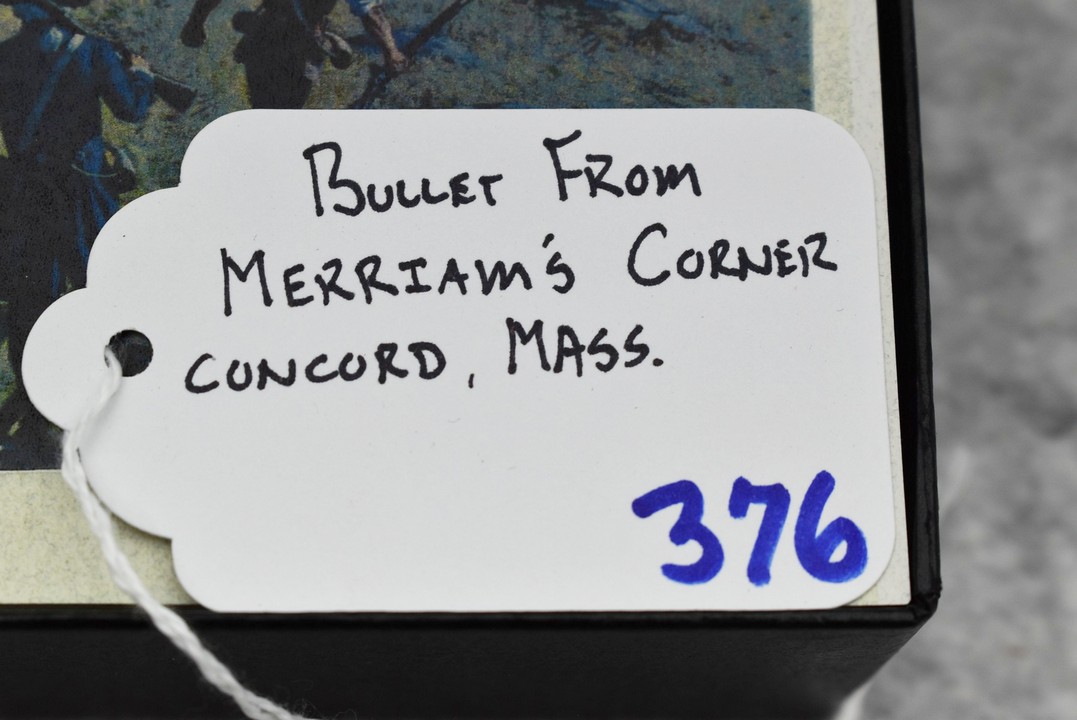 BULLET FROM
MERRIAM'S CORNER
CONCORD, MASS.
376